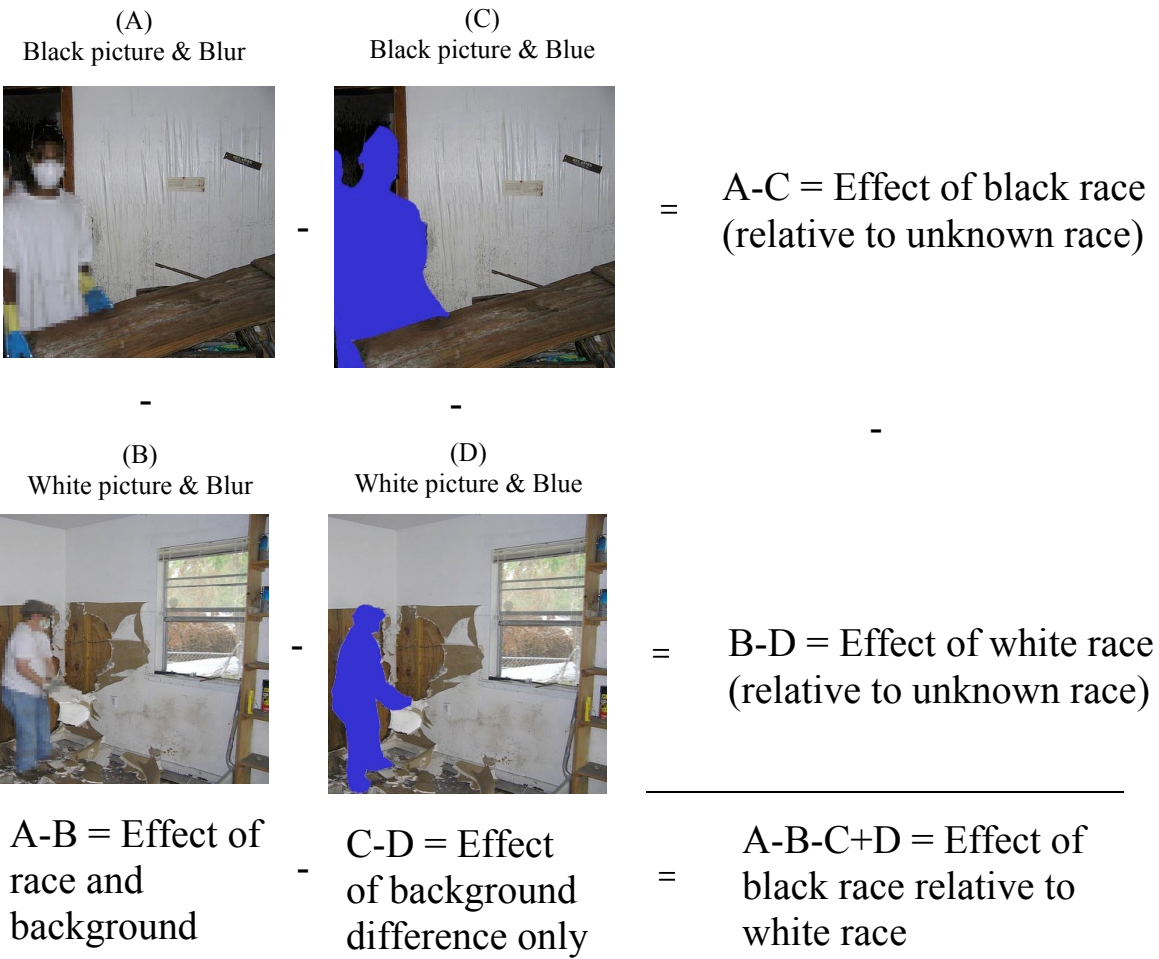 (A)
Black picture & Blur
(C)
Black picture & Blue
-
=
A-C = Effect of black race
(relative to unknown race)
-
-
-
(B)
White picture & Blur
(D)
White picture & Blue
-
=
B-D = Effect of white race
(relative to unknown race)
A-B = Effect of
race and
background
-
C-D = Effect
of background
difference only
=
A-B-C+D = Effect of
black race relative to
white race